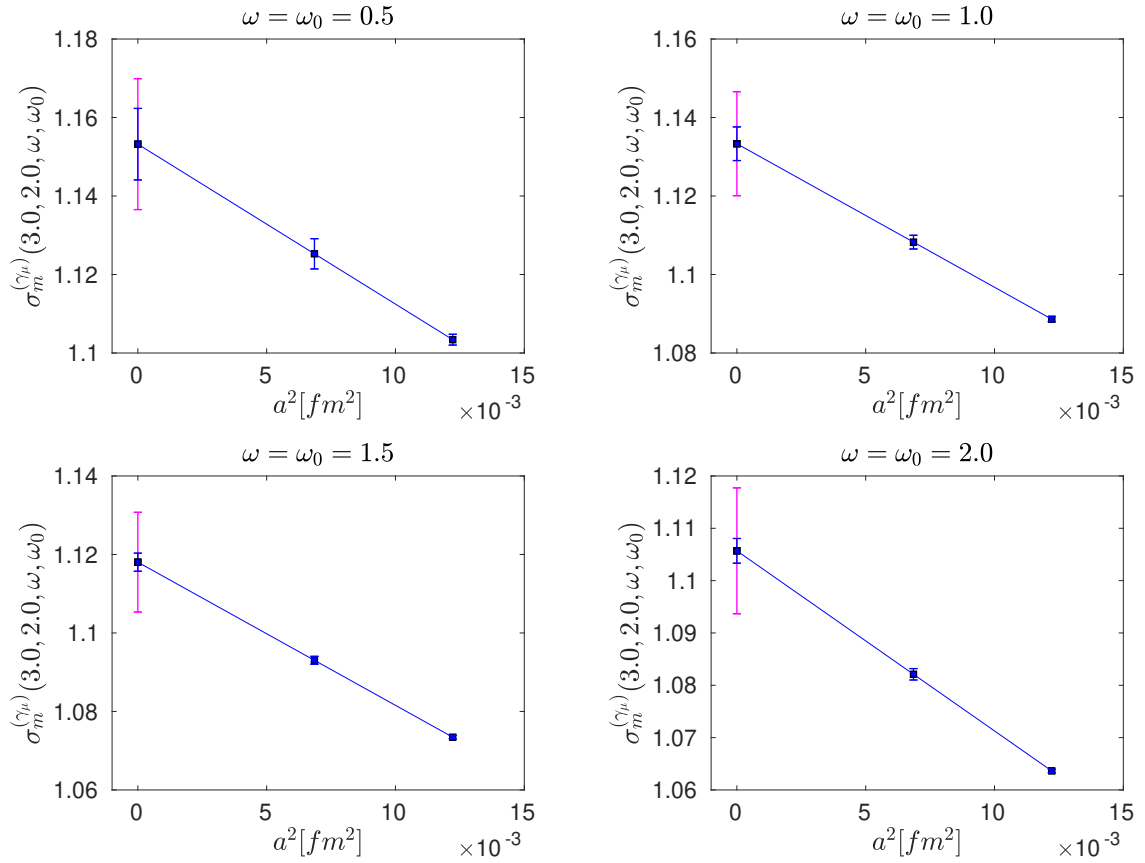 ω = ω₀ = 0.5
σₘ^(γ_μ)(3.0, 2.0, ω, ω₀)
1.18
1.16
1.14
1.12
1.1
0 5 10 15
×10⁻³
a²[fm²]
ω = ω₀ = 1.0
σₘ^(γ_μ)(3.0, 2.0, ω, ω₀)
1.16
1.14
1.12
1.1
1.08
0 5 10 15
×10⁻³
a²[fm²]
ω = ω₀ = 1.5
σₘ^(γ_μ)(3.0, 2.0, ω, ω₀)
1.14
1.12
1.1
1.08
1.06
0 5 10 15
×10⁻³
a²[fm²]
ω = ω₀ = 2.0
σₘ^(γ_μ)(3.0, 2.0, ω, ω₀)
1.12
1.11
1.1
1.09
1.08
1.07
1.06
0 5 10 15
×10⁻³
a²[fm²]